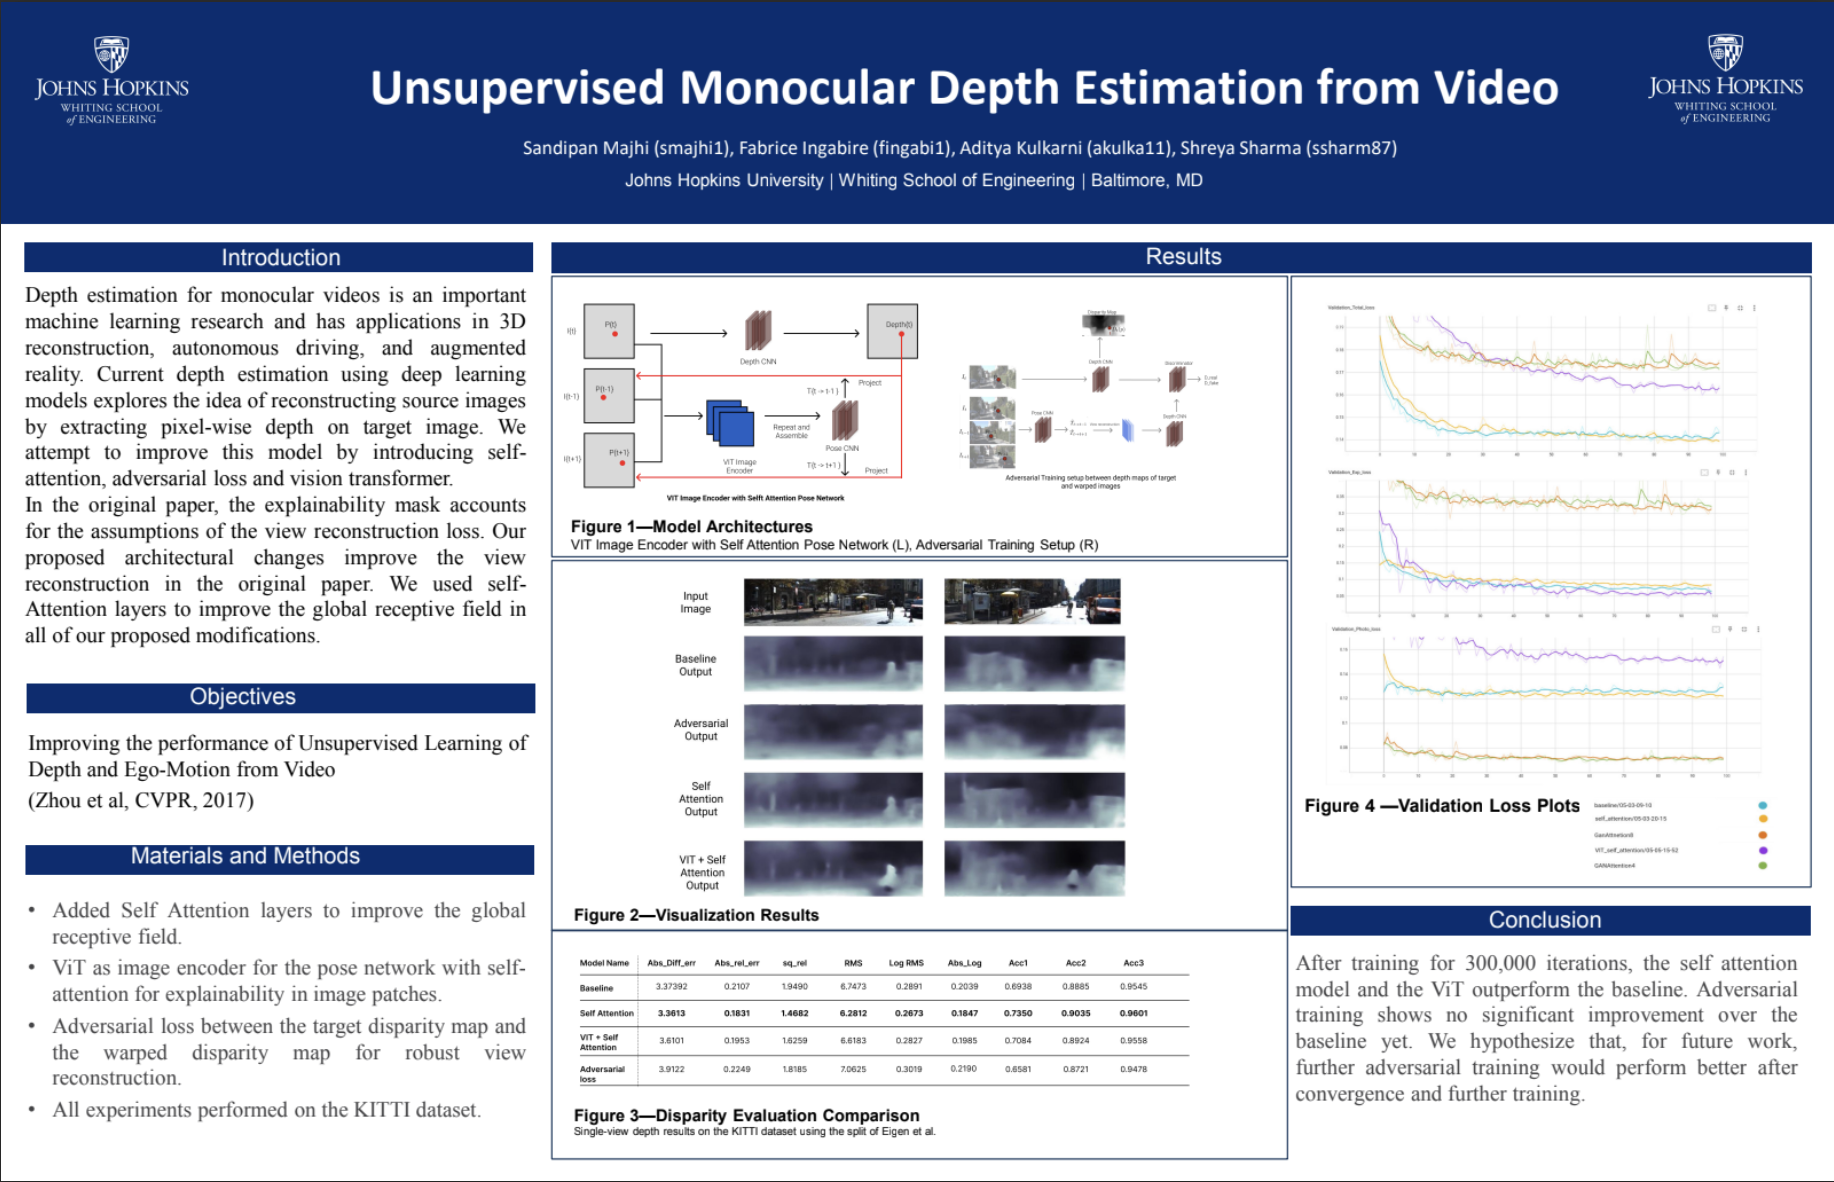 JOHNS HOPKINS
WHITING SCHOOL
of ENGINEERING
Unsupervised Monocular Depth Estimation from Video
Sandipan Majhi (smajhi1), Fabrice Ingabire (fingabi1), Aditya Kulkarni (akulka11), Shreya Sharma (ssharm87)
Johns Hopkins University | Whiting School of Engineering | Baltimore, MD
JOHNS HOPKINS
WHITING SCHOOL
of ENGINEERING
Introduction
Depth estimation for monocular videos is an important
machine learning research and has applications in 3D
reconstruction, autonomous driving, and augmented
reality. Current depth estimation using deep learning
models explores the idea of reconstructing source images
by extracting pixel-wise depth on target image. We
attempt to improve this model by introducing self-
attention, adversarial loss and vision transformer.
In the original paper, the explainability mask accounts
for the assumptions of the view reconstruction loss. Our
proposed architectural changes improve the view
reconstruction in the original paper. We used self-
Attention layers to improve the global receptive field in
all of our proposed modifications.
Objectives
Improving the performance of Unsupervised Learning of
Depth and Ego-Motion from Video
(Zhou et al, CVPR, 2017)
Materials and Methods
• Added Self Attention layers to improve the global
receptive field.
• ViT as image encoder for the pose network with self-
attention for explainability in image patches.
• Adversarial loss between the target disparity map and
the warped disparity map for robust view
reconstruction.
• All experiments performed on the KITTI dataset.
Results
I(t)
P(t)
Depth CNN
Depth(t)
I(t-1)
P(t-1)
T(t -> t-1 )
Project
Repeat and
Assemble
Pose CNN
VIT Image
Encoder
I(t+1)
P(t+1)
T(t -> t+1 )
Project
VIT Image Encoder with Selft Attention Pose Network
Disparity Map
Depth CNN
Discriminator
Pose CNN
Depth CNN
Adversarial Training setup between depth maps of target
and warped images
Figure 1—Model Architectures
VIT Image Encoder with Self Attention Pose Network (L), Adversarial Training Setup (R)
Input
Image
Baseline
Output
Adversarial
Output
Self
Attention
Output
VIT + Self
Attention
Output
Figure 2—Visualization Results
Model Name Abs_Diff_err Abs_rel_err sq_rel RMS Log RMS Abs_Log Acc1 Acc2 Acc3
Baseline 3.37392 0.2107 1.9490 6.7473 0.2891 0.2039 0.6938 0.8885 0.9545
Self Attention 3.3613 0.1831 1.4682 6.2812 0.2673 0.1847 0.7350 0.9035 0.9601
VIT + Self
Attention 3.6101 0.1953 1.6259 6.6183 0.2827 0.1985 0.7084 0.8924 0.9558
Adversarial
loss 3.9122 0.2249 1.8185 7.0625 0.3019 0.2190 0.6581 0.8721 0.9478
Figure 3—Disparity Evaluation Comparison
Single-view depth results on the KITTI dataset using the split of Eigen et al.
Validation_Total_loss
Validation_Exp_loss
Validation_Photo_loss
Figure 4 —Validation Loss Plots
baseline/05-03-09-10
self_attention/05-03-20-15
VIT_self_attention/05-05-15-52
GANAttention4
Conclusion
After training for 300,000 iterations, the self attention
model and the ViT outperform the baseline. Adversarial
training shows no significant improvement over the
baseline yet. We hypothesize that, for future work,
further adversarial training would perform better after
convergence and further training.